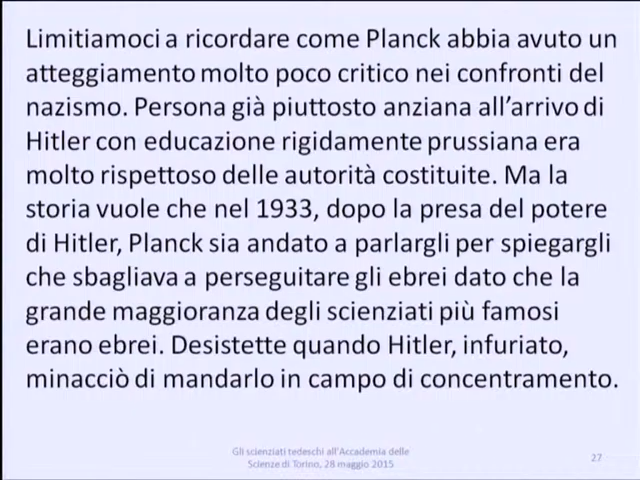 Limitiamoci a ricordare come Planck abbia avuto un
atteggiamento molto poco critico nei confronti del
nazismo. Persona già piuttosto anziana all'arrivo di
Hitler con educazione rigidamente prussiana era
molto rispettoso delle autorità costituite. Ma la
storia vuole che nel 1933, dopo la presa del potere
di Hitler, Planck sia andato a parlargli per spiegargli
che sbagliava a perseguitare gli ebrei dato che la
grande maggioranza degli scienziati più famosi
erano ebrei. Desistette quando Hitler, infuriato,
minacciò di mandarlo in campo di concentramento.
Gli scienziati tedeschi all'Accademia delle
Scienze di Torino, 28 maggio 2015
27